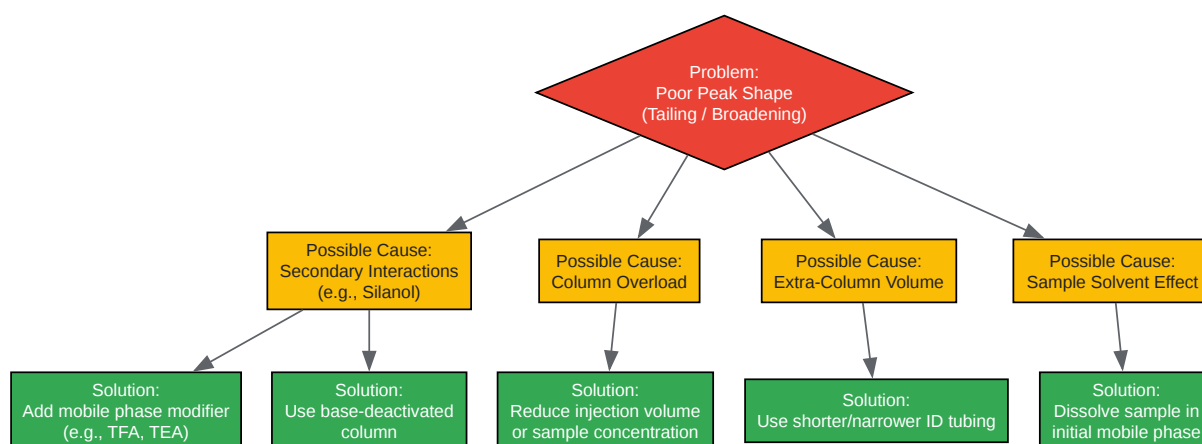 Problem:
Poor Peak Shape
(Tailing / Broadening)
Possible Cause:
Secondary Interactions
(e.g., Silanol)
Possible Cause:
Column Overload
Possible Cause:
Extra-Column Volume
Possible Cause:
Sample Solvent Effect
Solution:
Add mobile phase modifier
(e.g., TFA, TEA)
Solution:
Use base-deactivated
column
Solution:
Reduce injection volume
or sample concentration
Solution:
Use shorter/narrower ID tubing
Solution:
Dissolve sample in
initial mobile phase